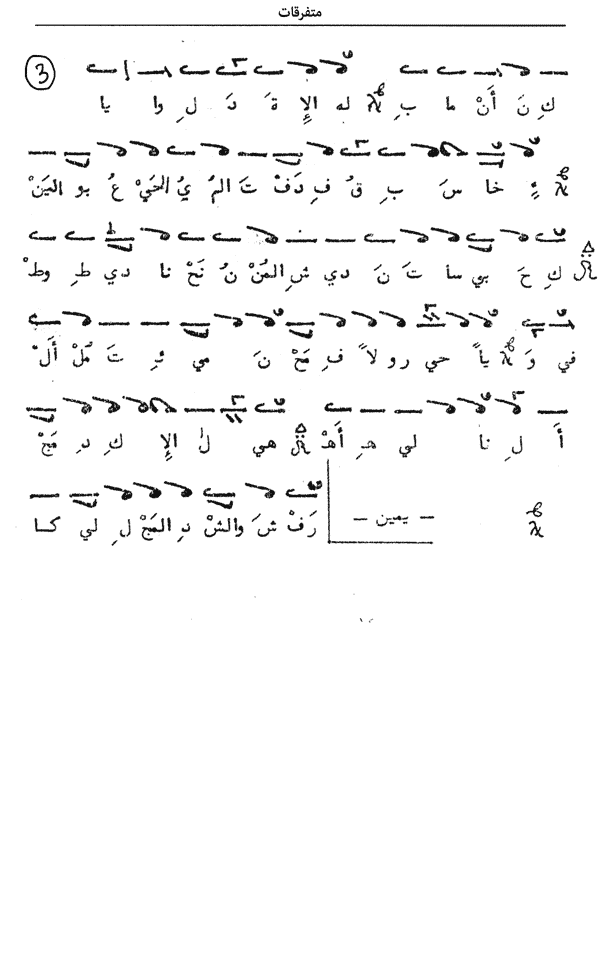 متفرقات
3
يا وا لِ دَ ةَ الإِ له بِ ما أَنْ نَ كِ
اليَنْ بو عُ الحَيْ يُ المُ تَ دَفْ فِ قُ بِ سَ خا ءٍ
وطْ طِ دي نا نَحْ نُ المُنْ شِ دي نَ تَ سا بي حَ كِ
أَلْ مُلْ تَ ئِ مي نَ مَحْ فِ لاً رو حي ياً وَ في
مَجْ دِ كِ الإِ لٰ هي أَهْ هِ لي نا لِ أَ
كا لي لِ المَجْ دِ والشْ شَ رَفْ
– يمين –